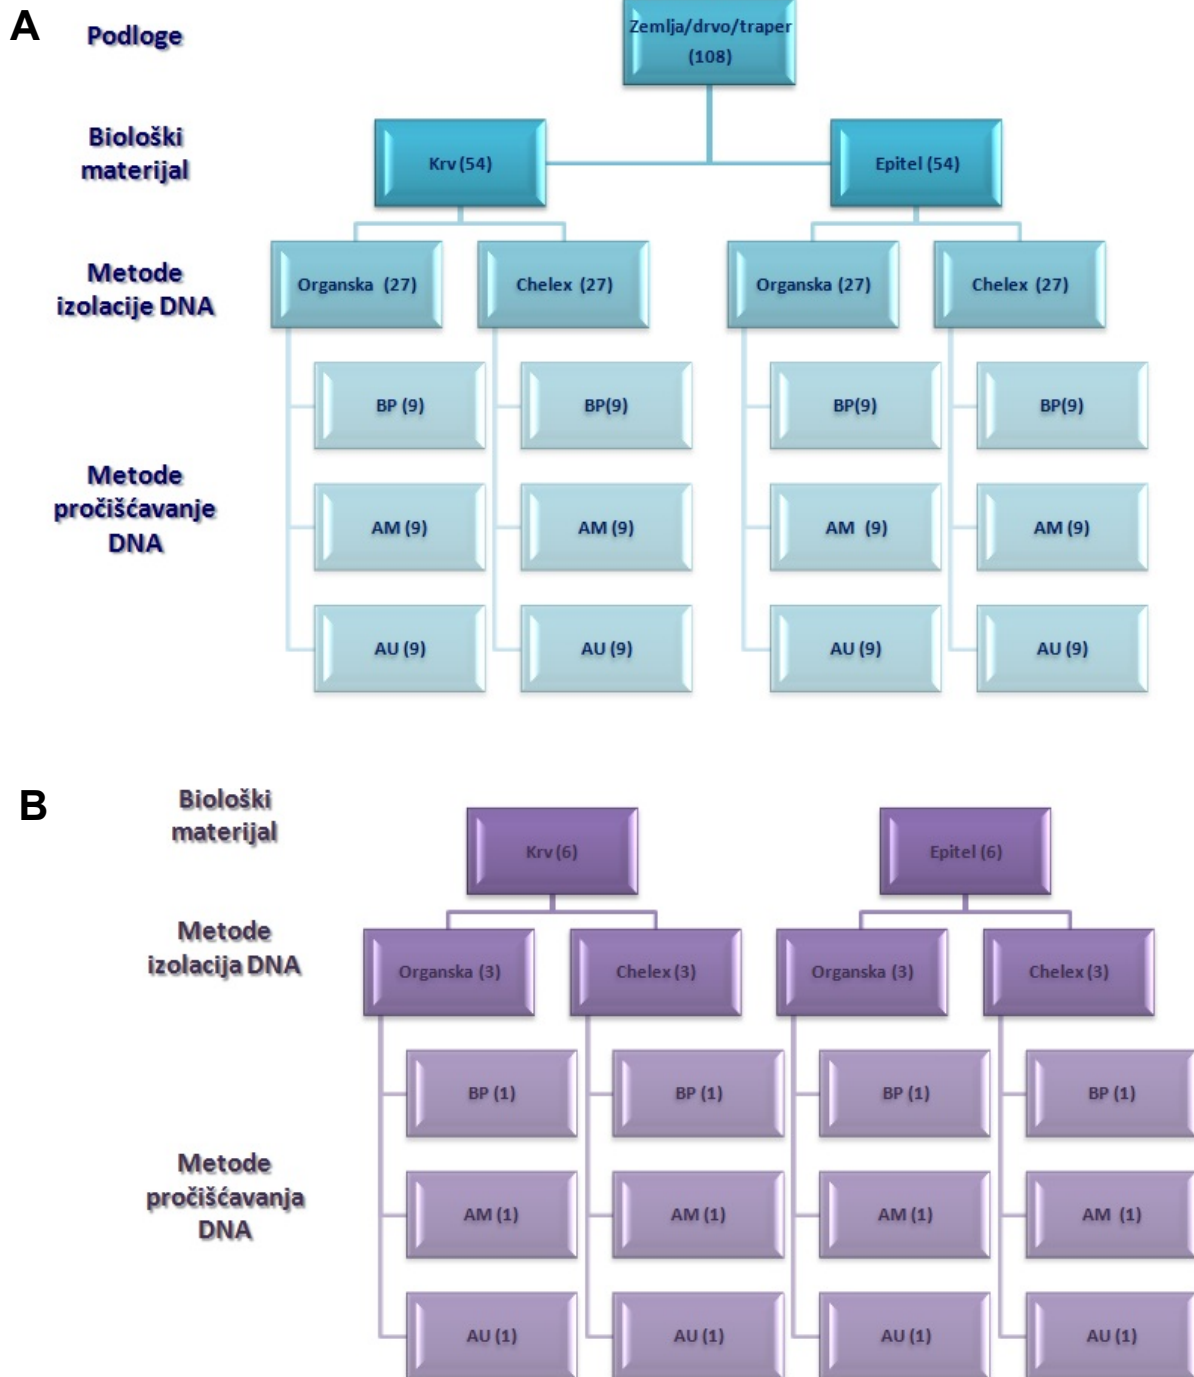 A
Podloge
Zemlja/drvo/traper
(108)
Biološki
materijal
Krv (54)
Epitel (54)
Metode
izolacije DNA
Organska (27)
Chelex (27)
Organska (27)
Chelex (27)
Metode
pročišćavanje
DNA
BP (9)
BP(9)
BP(9)
BP(9)
AM (9)
AM (9)
AM (9)
AM (9)
AU (9)
AU (9)
AU (9)
AU (9)
B
Biološki
materijal
Krv (6)
Epitel (6)
Metode
izolacija DNA
Organska (3)
Chelex (3)
Organska (3)
Chelex (3)
Metode
pročišćavanja
DNA
BP (1)
BP (1)
BP (1)
BP (1)
AM (1)
AM (1)
AM (1)
AM (1)
AU (1)
AU (1)
AU (1)
AU (1)